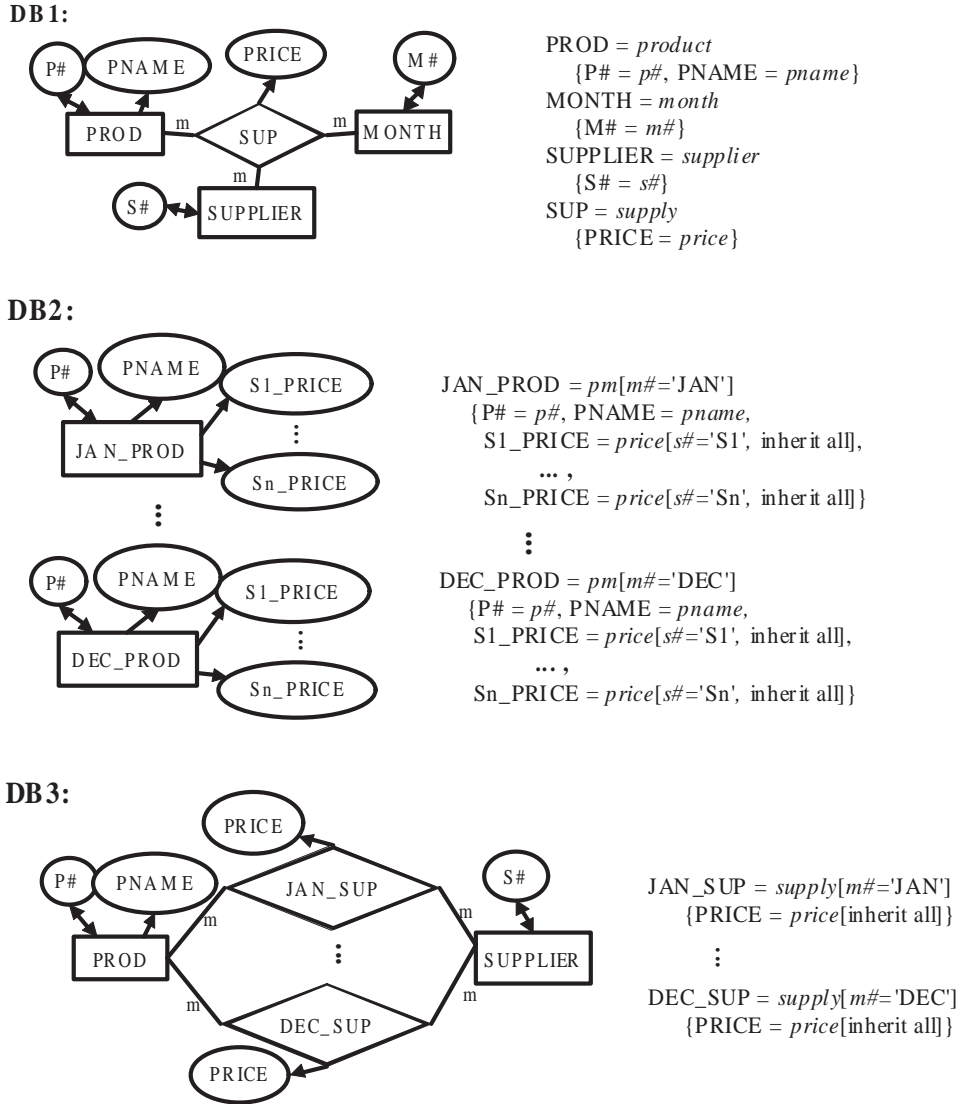 DB1:
P#
PNAME
PRICE
M#
PROD
m
SUP
m
MONTH
m
S#
SUPPLIER
PROD = product
{P# = p#, PNAME = pname}
MONTH = month
{M# = m#}
SUPPLIER = supplier
{S# = s#}
SUP = supply
{PRICE = price}
DB2:
P#
PNAME
S1_PRICE
JAN_PROD
⋮
Sn_PRICE
⋮
P#
PNAME
S1_PRICE
DEC_PROD
⋮
Sn_PRICE
JAN_PROD = pm[m#='JAN']
{P# = p#, PNAME = pname,
S1_PRICE = price[s#='S1', inherit all],
... ,
Sn_PRICE = price[s#='Sn', inherit all]}
⋮
DEC_PROD = pm[m#='DEC']
{P# = p#, PNAME = pname,
S1_PRICE = price[s#='S1', inherit all],
... ,
Sn_PRICE = price[s#='Sn', inherit all]}
DB3:
PRICE
P#
PNAME
JAN_SUP
S#
m
m
PROD
⋮
SUPPLIER
m
m
DEC_SUP
PRICE
JAN_SUP = supply[m#='JAN']
{PRICE = price[inherit all]}
⋮
DEC_SUP = supply[m#='DEC']
{PRICE = price[inherit all]}